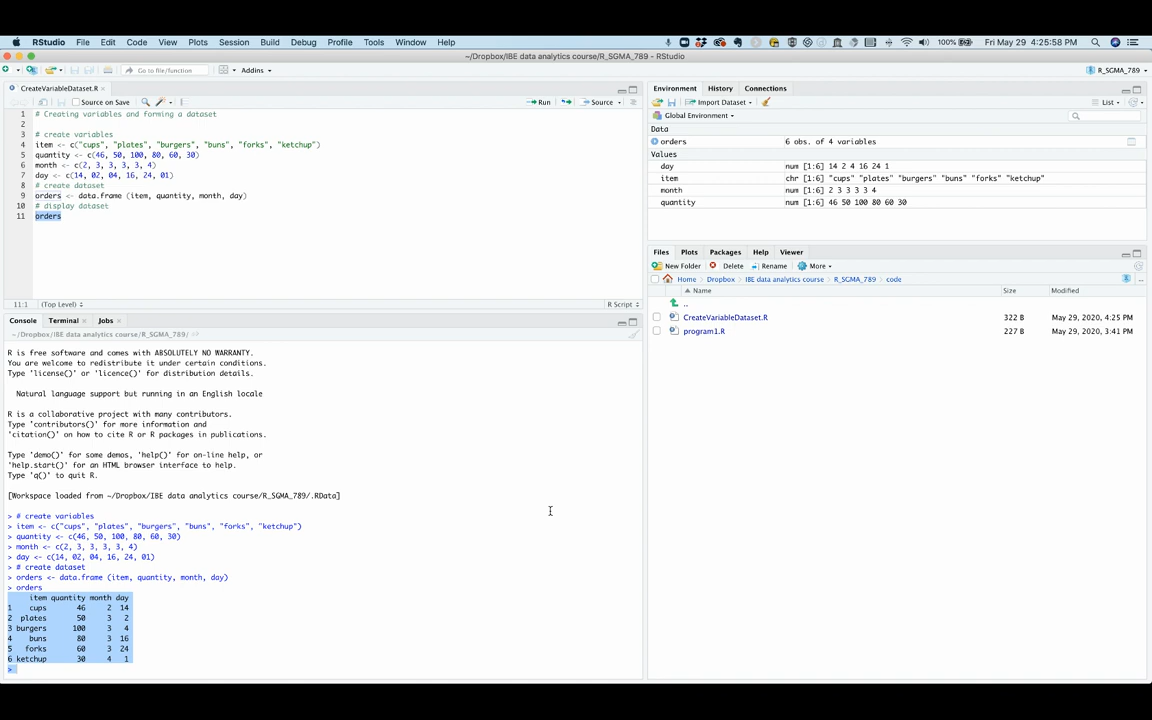 RStudio File Edit Code View Plots Session Build Debug Profile Tools Window Help 100% Fri May 29 4:25:58 PM
~/Dropbox/IBE data analytics course/R_SGMA_789 - RStudio
Go to file/function Addins R_SGMA_789
CreateVariableDataset.R
Source on Save Run Source
1 # Creating variables and forming a dataset
2
3 # create variables
4 item <- c("cups", "plates", "burgers", "buns", "forks", "ketchup")
5 quantity <- c(46, 50, 100, 80, 60, 30)
6 month <- c(2, 3, 3, 3, 3, 4)
7 day <- c(14, 02, 04, 16, 24, 01)
8 # create dataset
9 orders <- data.frame (item, quantity, month, day)
10 # display dataset
11 orders
11:1 (Top Level) R Script
Console Terminal Jobs
~/Dropbox/IBE data analytics course/R_SGMA_789/
R is free software and comes with ABSOLUTELY NO WARRANTY.
You are welcome to redistribute it under certain conditions.
Type 'license()' or 'licence()' for distribution details.
Natural language support but running in an English locale
R is a collaborative project with many contributors.
Type 'contributors()' for more information and
'citation()' on how to cite R or R packages in publications.
Type 'demo()' for some demos, 'help()' for on-line help, or
'help.start()' for an HTML browser interface to help.
Type 'q()' to quit R.
[Workspace loaded from ~/Dropbox/IBE data analytics course/R_SGMA_789/.RData]
> # create variables
> item <- c("cups", "plates", "burgers", "buns", "forks", "ketchup")
> quantity <- c(46, 50, 100, 80, 60, 30)
> month <- c(2, 3, 3, 3, 3, 4)
> day <- c(14, 02, 04, 16, 24, 01)
> # create dataset
> orders <- data.frame (item, quantity, month, day)
> orders
item quantity month day
1 cups 46 2 14
2 plates 50 3 2
3 burgers 100 3 4
4 buns 80 3 16
5 forks 60 3 24
6 ketchup 30 4 1
>
Environment History Connections
Import Dataset List
Global Environment
Data
orders 6 obs. of 4 variables
Values
day num [1:6] 14 2 4 16 24 1
item chr [1:6] "cups" "plates" "burgers" "buns" "forks" "ketchup"
month num [1:6] 2 3 3 3 3 4
quantity num [1:6] 46 50 100 80 60 30
Files Plots Packages Help Viewer
New Folder Delete Rename More
Home Dropbox IBE data analytics course R_SGMA_789 code ...
Name Size Modified
..
CreateVariableDataset.R 322 B May 29, 2020, 4:25 PM
program1.R 227 B May 29, 2020, 3:41 PM